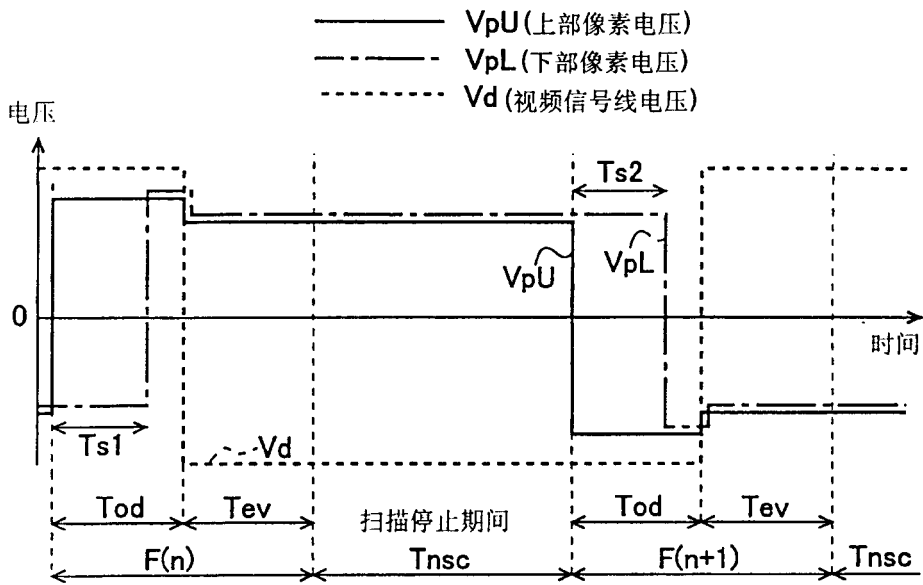 VpU(上部像素电压)
VpL(下部像素电压)
Vd(视频信号线电压)
电压
Ts2
VpU
VpL
0
时间
Ts1
Vd
Tod
Tev
扫描停止期间
Tod
Tev
F(n)
Tnsc
F(n+1)
Tnsc